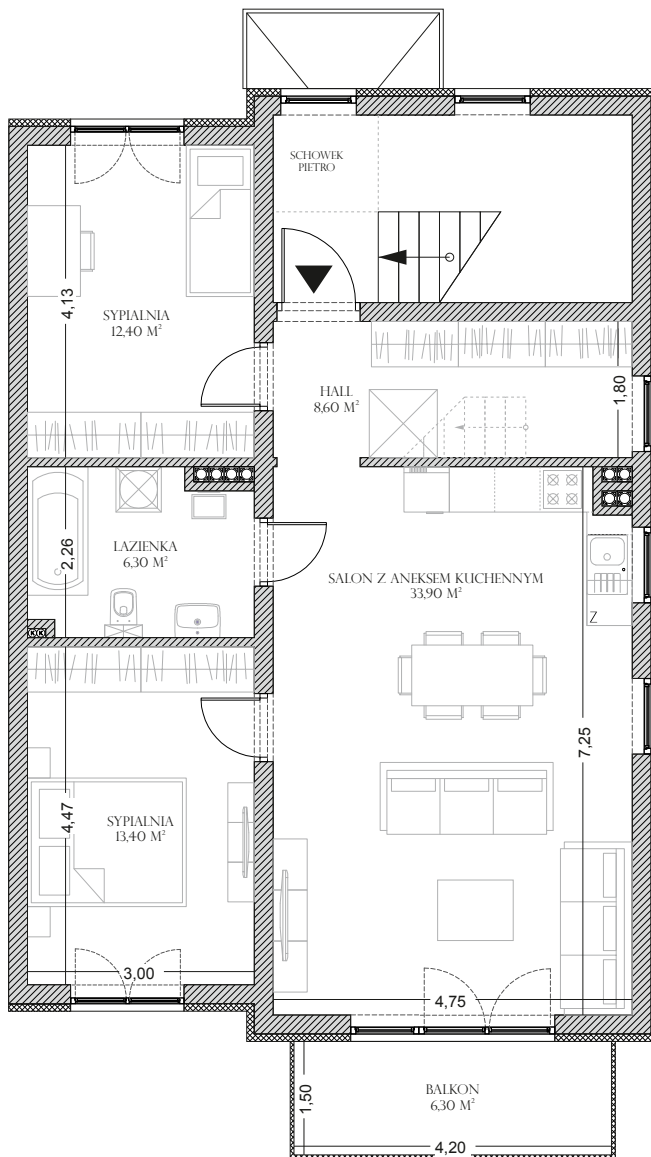 SCHOWEK
PIETRO
4,13
SYPIALNIA
12,40 M²
HALL
8,60 M²
1,80
2,26
ŁAZIENKA
6,30 M²
SALON Z ANEKSEM KUCHENNYM
33,90 M²
Z
7,25
4,47
SYPIALNIA
13,40 M²
3,00
4,75
1,50
BALKON
6,30 M²
4,20